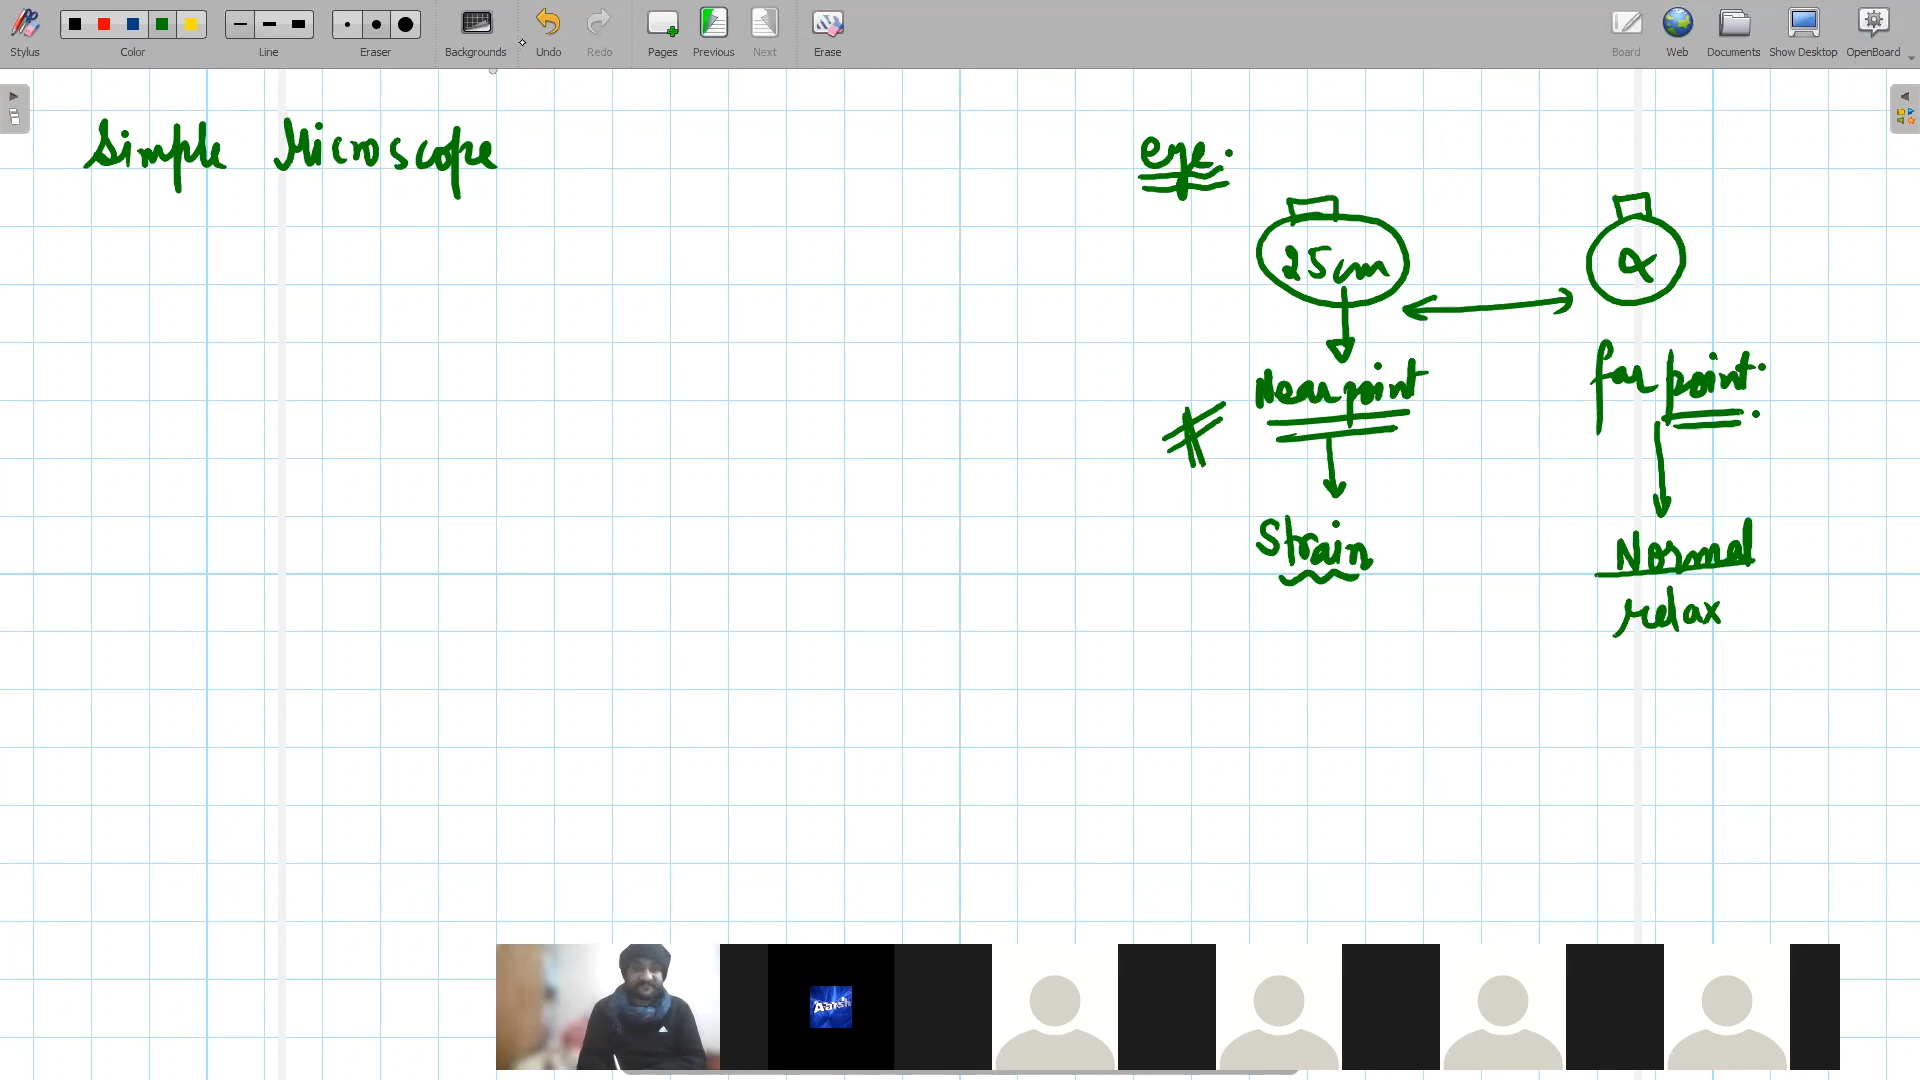 Stylus
Color
Line
Eraser
Backgrounds
Undo
Redo
Pages
Previous
Next
Erase
Board
Web
Documents
Show Desktop
OpenBoard
Simple Microscope
eye.
25cm
α
Near point
far point.
Strain
Normal
relax
Aarsh